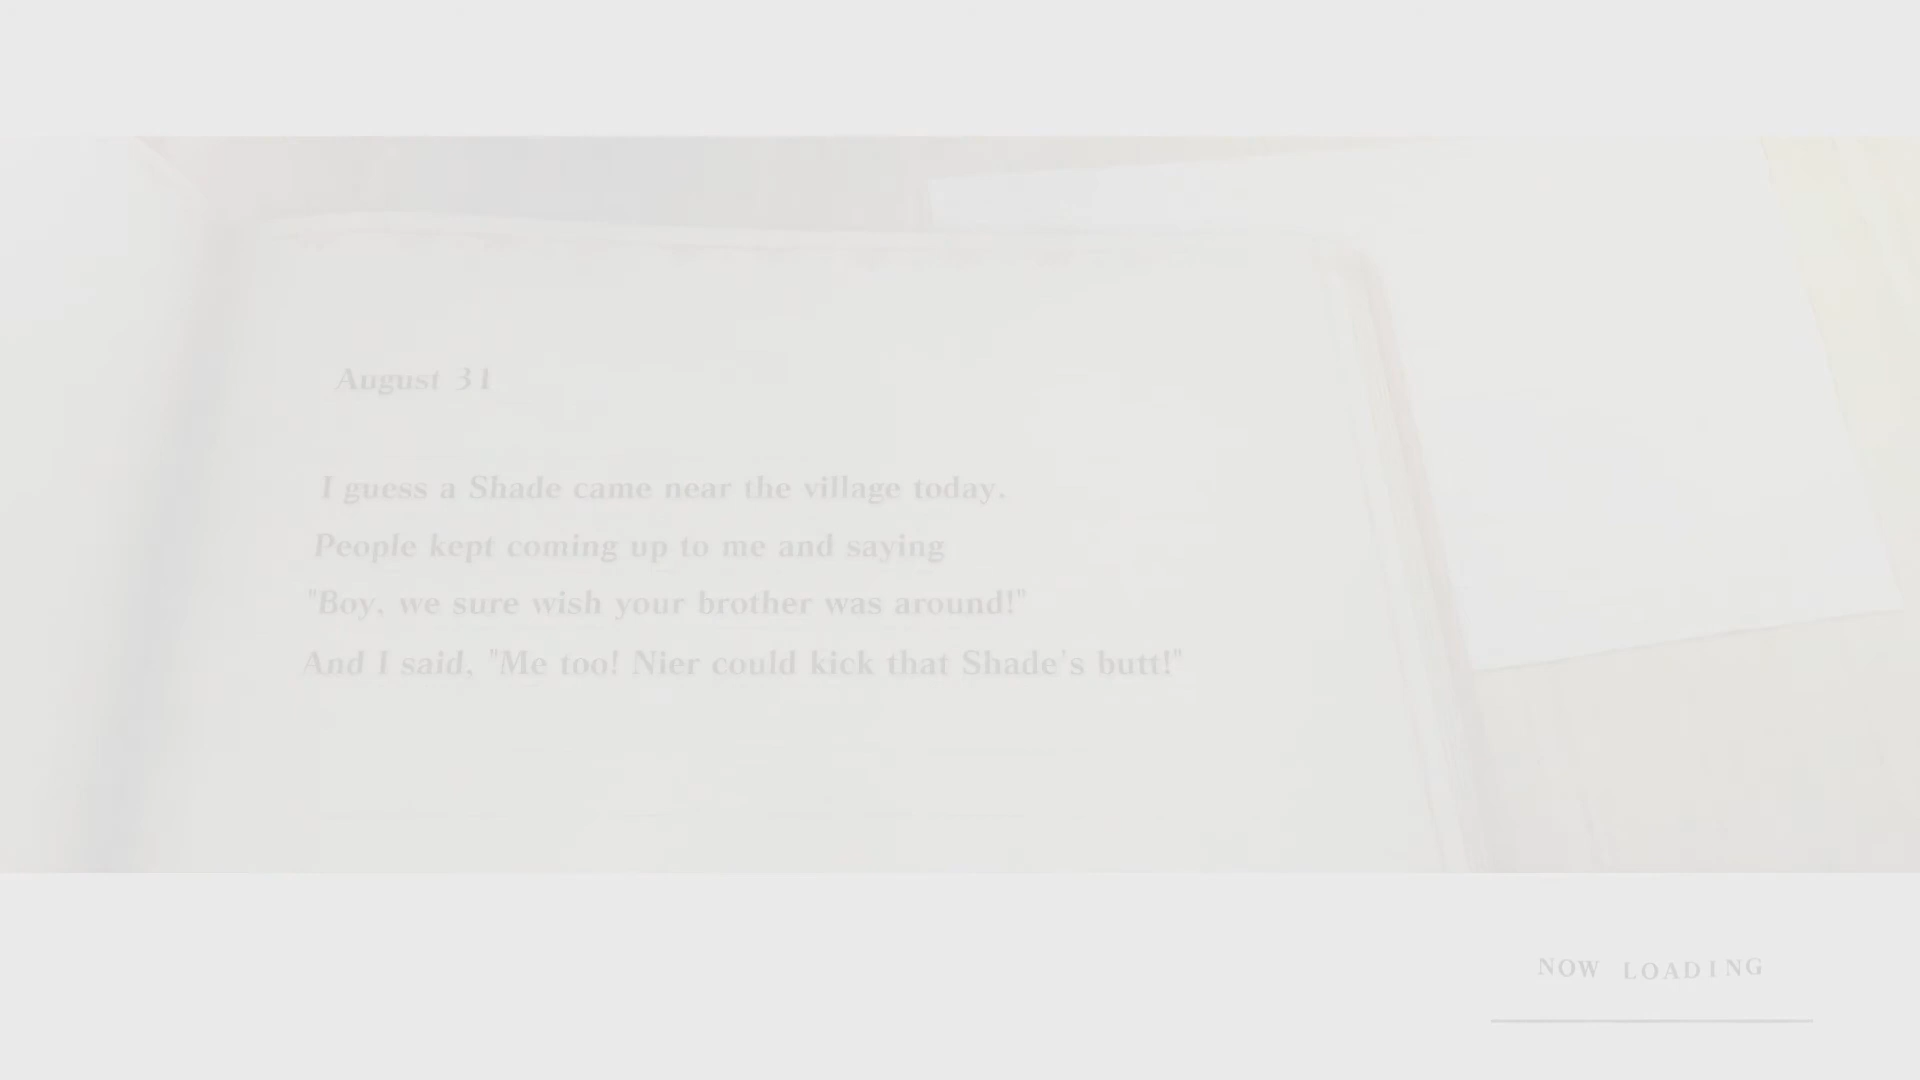 August 31
I guess a Shade came near the village today.
People kept coming up to me and saying
"Boy, we sure wish your brother was around!"
And I said, "Me too! Nier could kick that Shade's butt!"
NOW LOADING